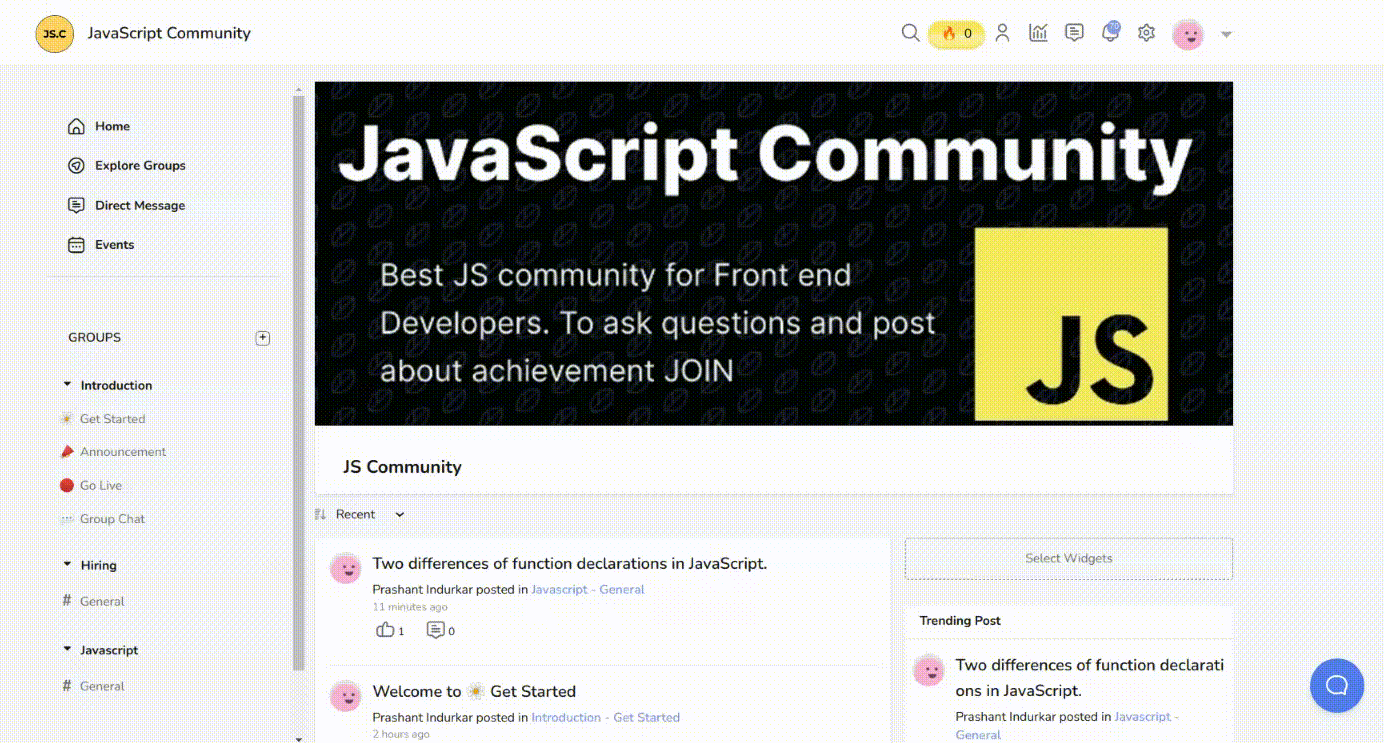 JS.C
JavaScript Community
0
20
Home
Explore Groups
Direct Message
Events
GROUPS
Introduction
Get Started
Announcement
Go Live
Group Chat
Hiring
# General
Javascript
# General
JavaScript Community
Best JS community for Front end
Developers. To ask questions and post
about achievement JOIN
JS
JS Community
Recent
Two differences of function declarations in JavaScript.
Prashant Indurkar posted in Javascript - General
11 minutes ago
1 0
Welcome to Get Started
Prashant Indurkar posted in Introduction - Get Started
2 hours ago
Select Widgets
Trending Post
Two differences of function declarati
ons in JavaScript.
Prashant Indurkar posted in Javascript -
General